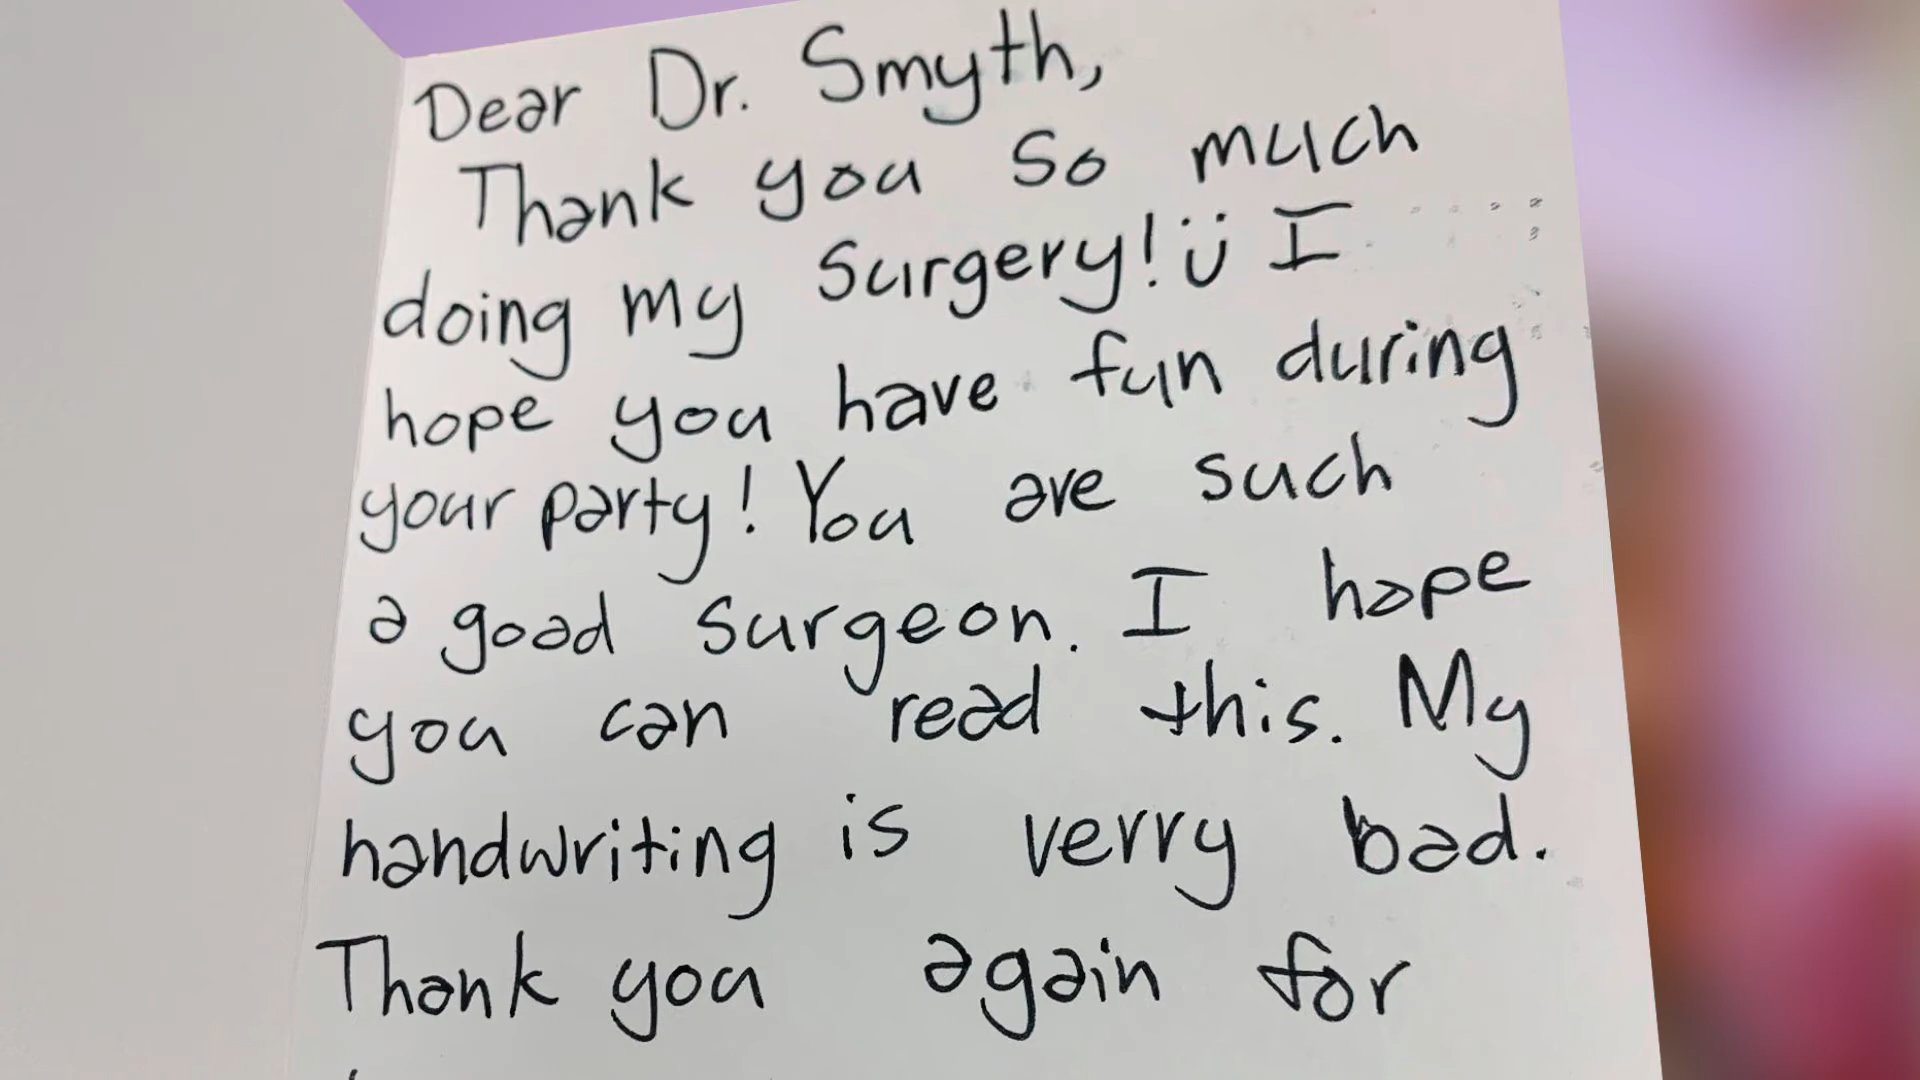 Dear Dr. Smyth,
Thank you so much
doing my surgery! ü I
hope you have fun during
your party! You are such
a good surgeon. I hope
you can read this. My
handwriting is verry bad.
Thank you again for